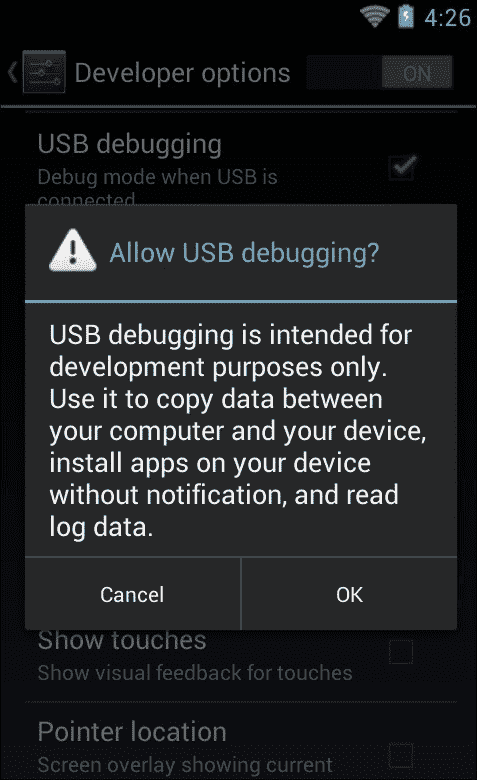 4:26
Developer options
ON
USB debugging
Debug mode when USB is
connected
Allow USB debugging?
USB debugging is intended for
development purposes only.
Use it to copy data between
your computer and your device,
install apps on your device
without notification, and read
log data.
Cancel
OK
Show touches
Show visual feedback for touches
Pointer location
Screen overlay showing current